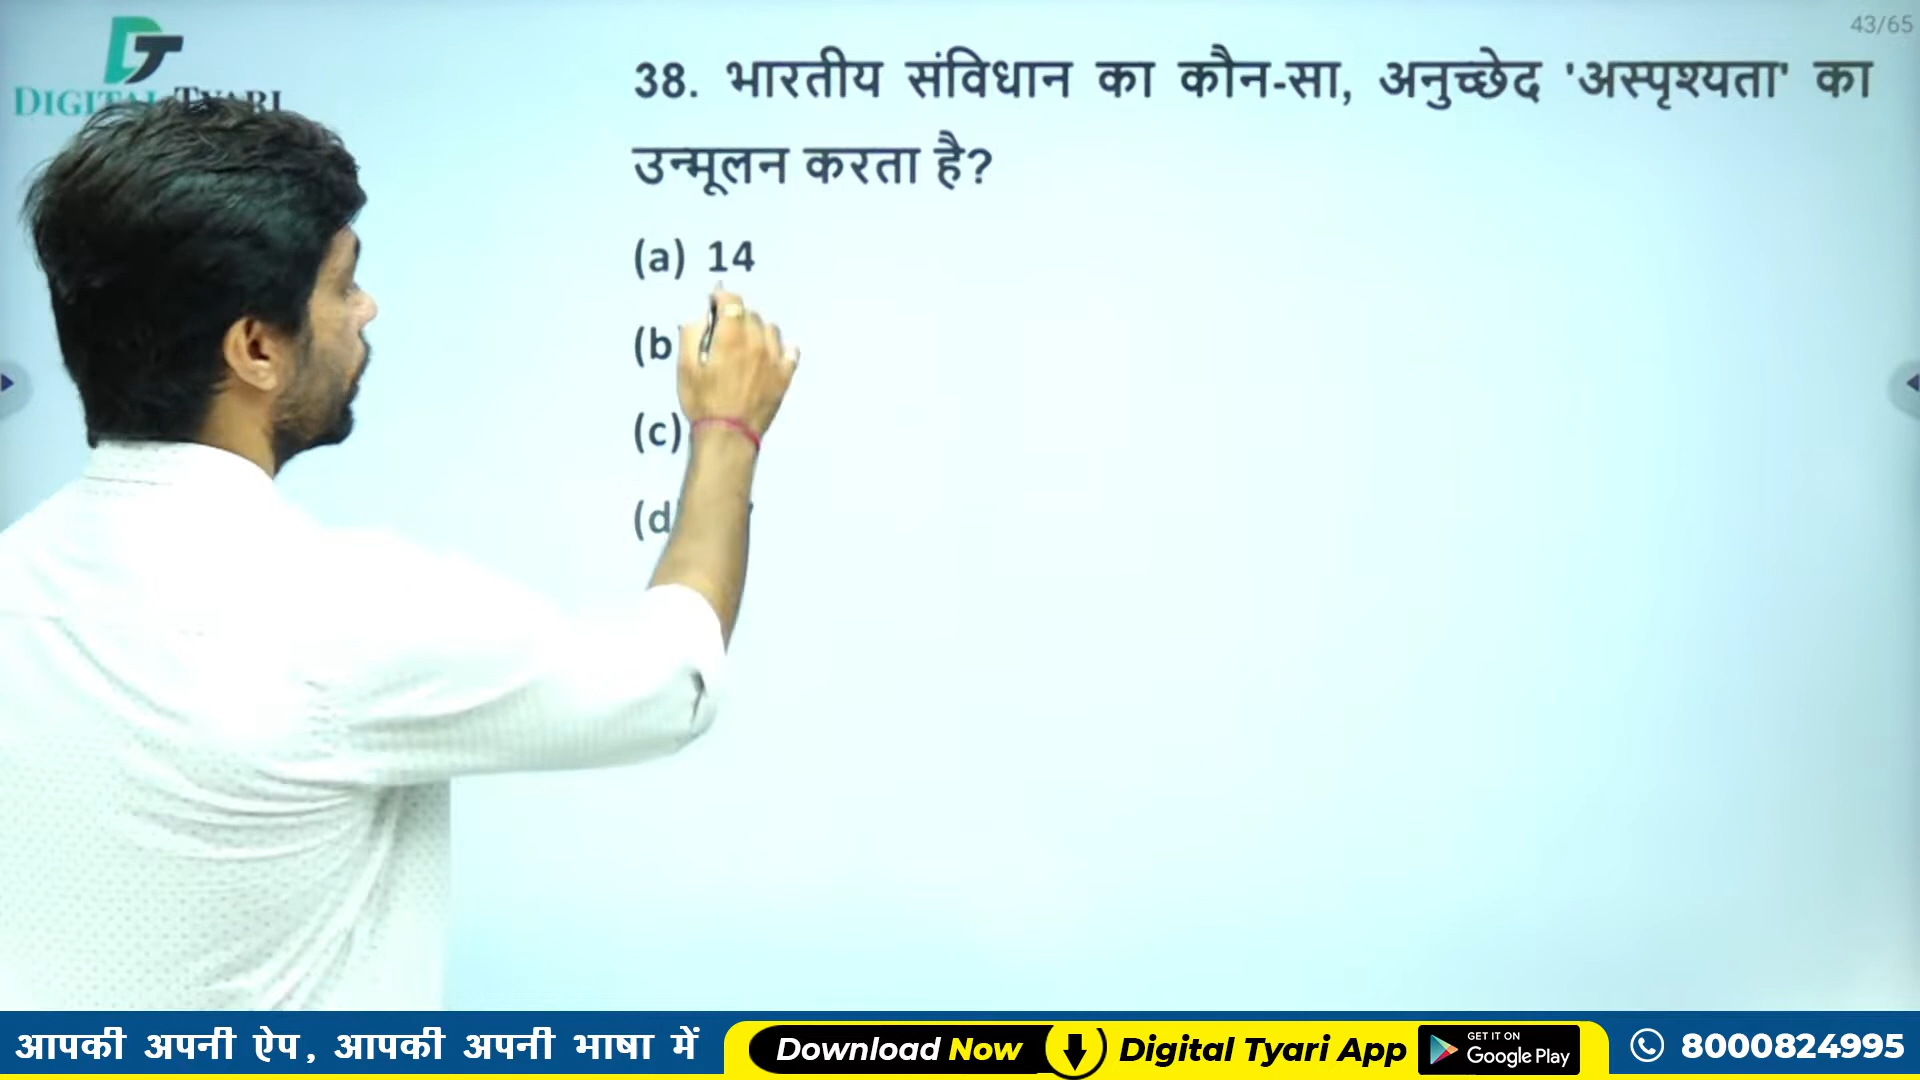 43/65
38. भारतीय संविधान का कौन-सा, अनुच्छेद 'अस्पृश्यता' का
उन्मूलन करता है?
(a) 14
(b
(c)
(d
आपकी अपनी ऐप, आपकी अपनी भाषा में
Download Now
Digital Tyari App
GET IT ON
Google Play
8000824995